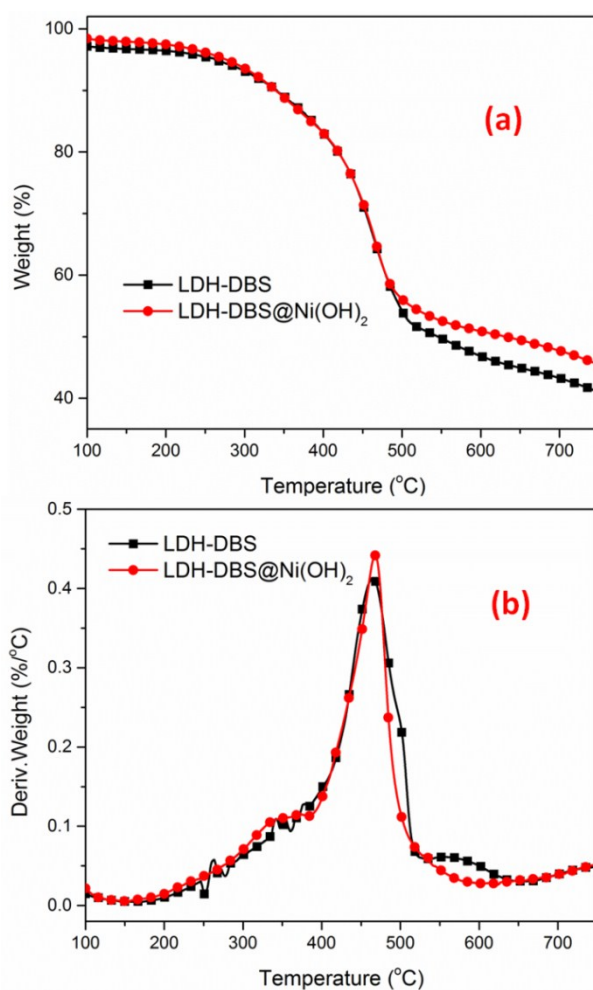 100
80
60
40
Weight (%)
(a)
LDH-DBS
LDH-DBS@Ni(OH)₂
100 200 300 400 500 600 700
Temperature (°C)
0.5
0.4
0.3
0.2
0.1
0.0
Deriv.Weight (%/°C)
LDH-DBS
LDH-DBS@Ni(OH)₂
(b)
100 200 300 400 500 600 700
Temperature (°C)